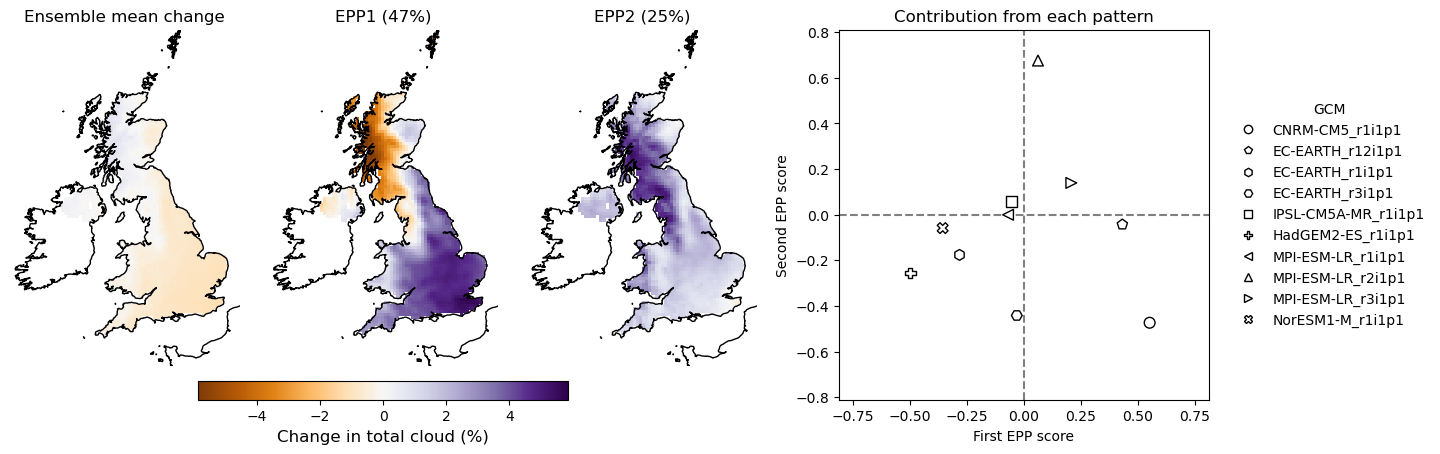 Ensemble mean change
EPP1 (47%)
EPP2 (25%)
−4
−2
0
2
4
Change in total cloud (%)
Contribution from each pattern
0.8
0.6
0.4
0.2
0.0
−0.2
−0.4
−0.6
−0.8
Second EPP score
−0.75
−0.50
−0.25
0.00
0.25
0.50
0.75
First EPP score
GCM
CNRM-CM5_r1i1p1
EC-EARTH_r12i1p1
EC-EARTH_r1i1p1
EC-EARTH_r3i1p1
IPSL-CM5A-MR_r1i1p1
HadGEM2-ES_r1i1p1
MPI-ESM-LR_r1i1p1
MPI-ESM-LR_r2i1p1
MPI-ESM-LR_r3i1p1
NorESM1-M_r1i1p1